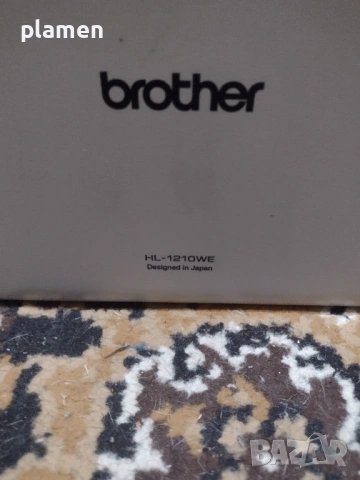 plamen
brother
HL-1210WE
Designed in Japan
BAZAR